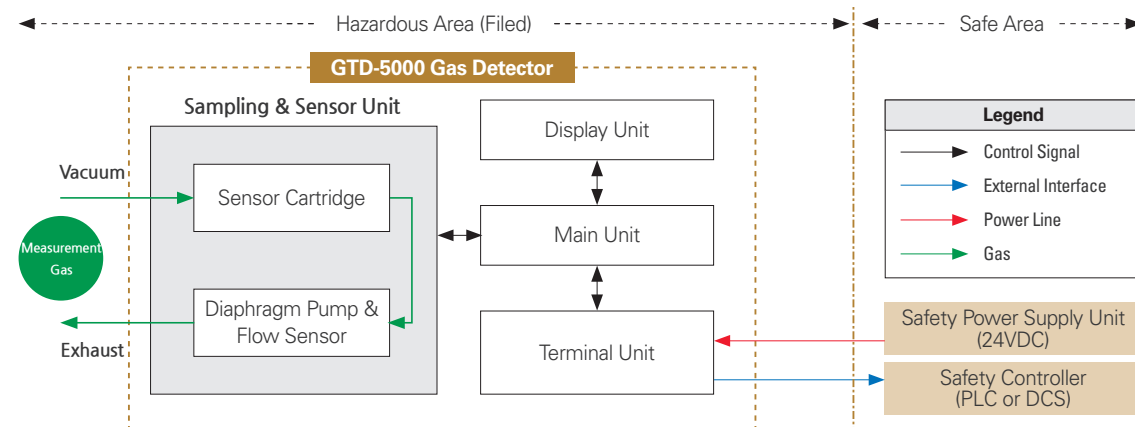 Hazardous Area (Filed)
Safe Area
GTD-5000 Gas Detector
Sampling & Sensor Unit
Vacuum
Sensor Cartridge
Measurement
Gas
Diaphragm Pump &
Flow Sensor
Exhaust
Display Unit
Main Unit
Terminal Unit
Legend
Control Signal
External Interface
Power Line
Gas
Safety Power Supply Unit
(24VDC)
Safety Controller
(PLC or DCS)